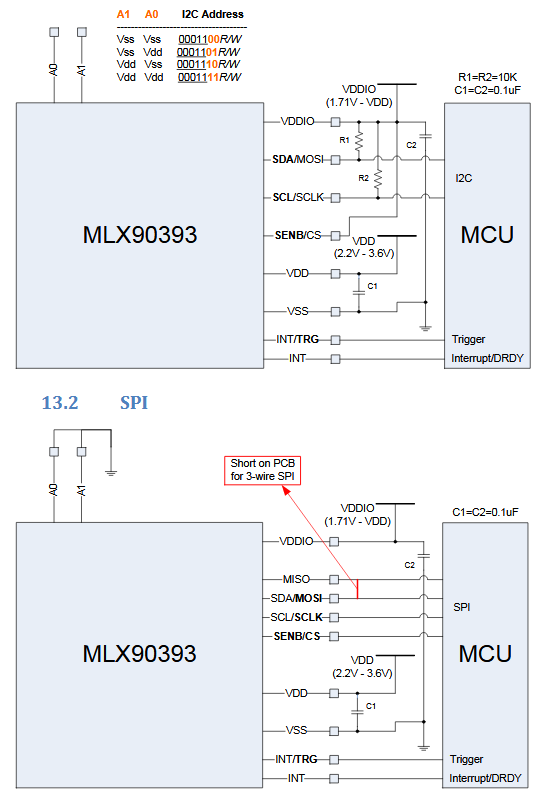 A1 A0 I2C Address
Vss Vss 0001100R/W
Vss Vdd 0001101R/W
Vdd Vss 0001110R/W
Vdd Vdd 0001111R/W
A0
A1
VDDIO
(1.71V - VDD)
R1=R2=10K
C1=C2=0.1uF
VDDIO
R1
C2
SDA/MOSI
R2
I2C
SCL/SCLK
MLX90393
MCU
SENB/CS
VDD
(2.2V - 3.6V)
VDD
C1
VSS
INT/TRG
Trigger
INT
Interrupt/DRDY
13.2 SPI
A0
A1
Short on PCB
for 3-wire SPI
VDDIO
(1.71V - VDD)
C1=C2=0.1uF
VDDIO
C2
MISO
SDA/MOSI
SPI
SCL/SCLK
SENB/CS
MLX90393
MCU
VDD
(2.2V - 3.6V)
VDD
C1
VSS
INT/TRG
Trigger
INT
Interrupt/DRDY